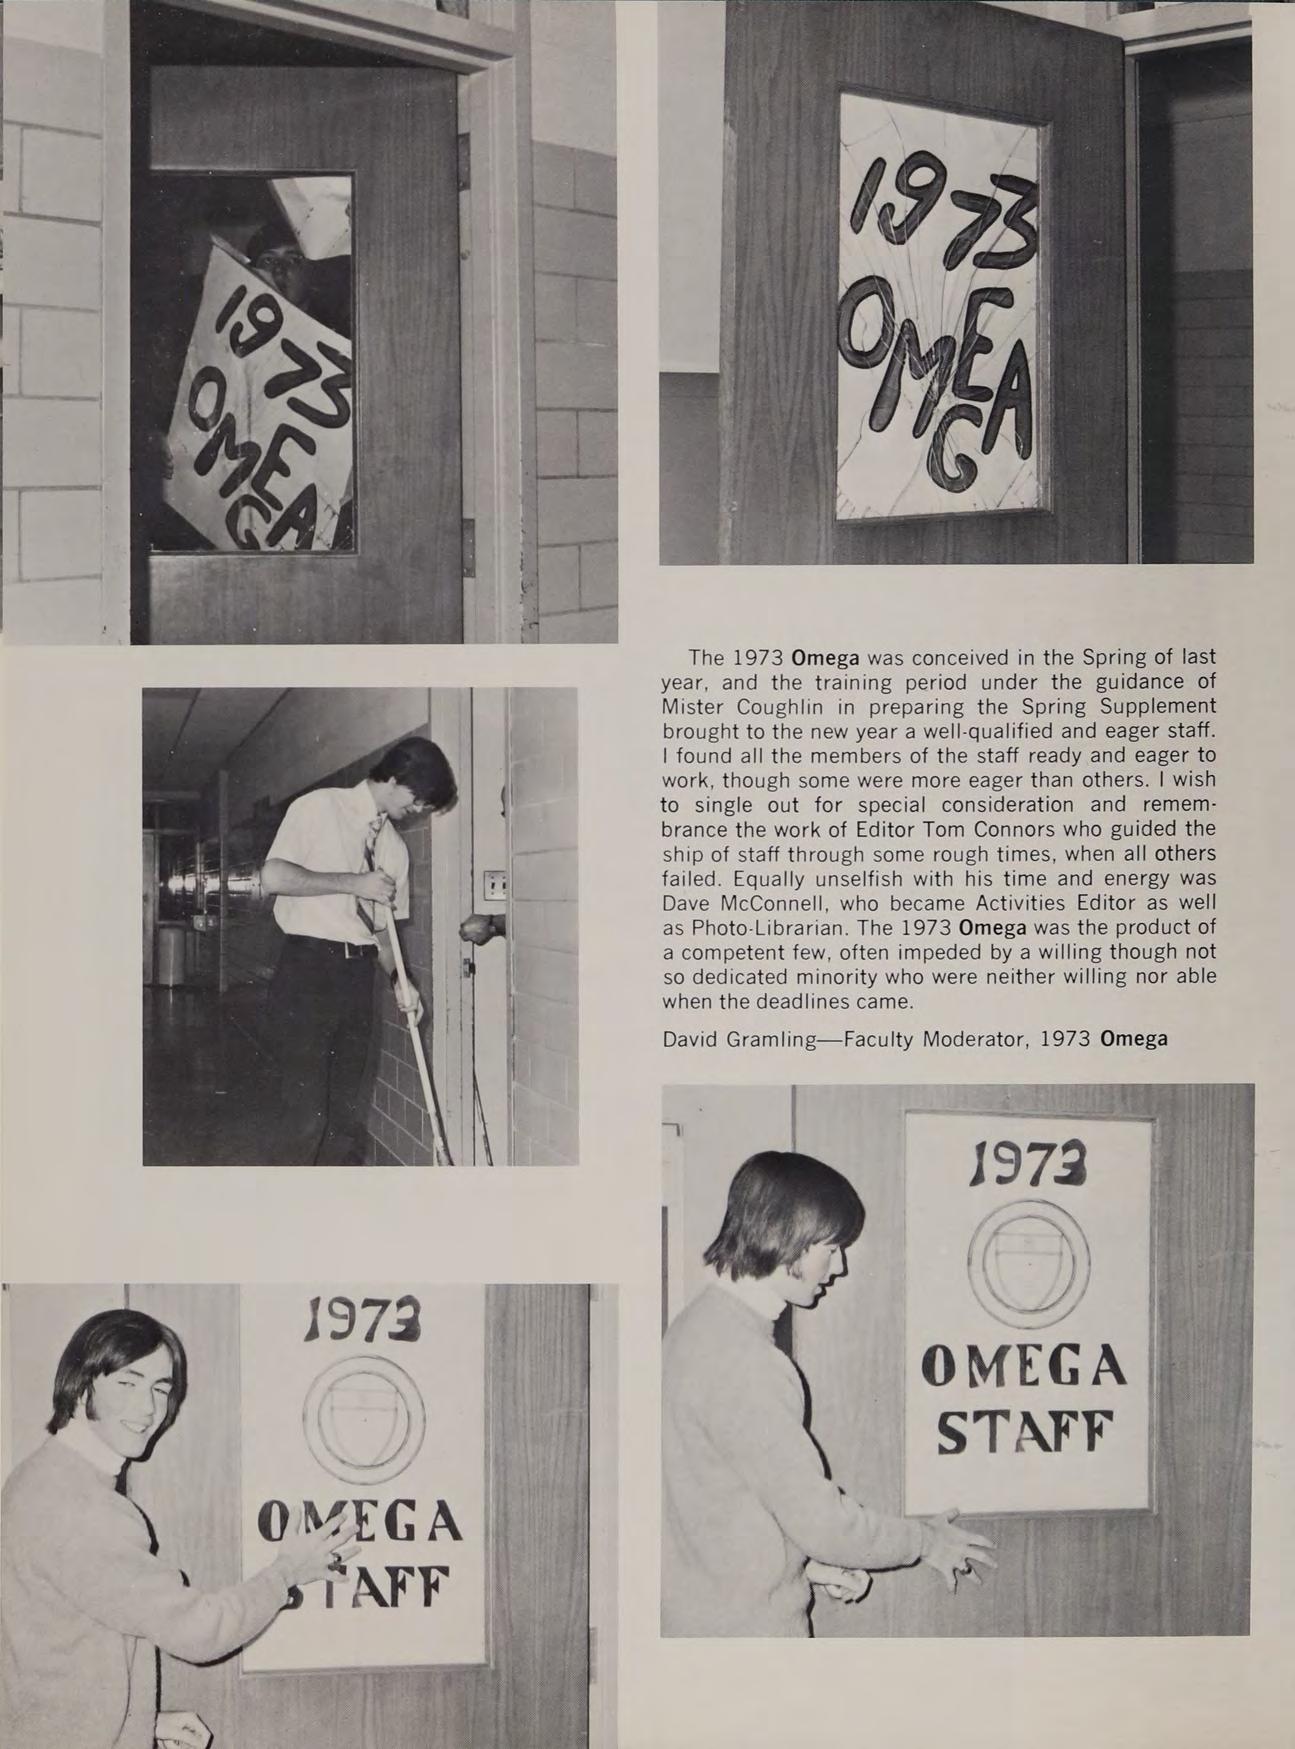 1973
OMEGA
1973
OMEGA
The 1973 Omega was conceived in the Spring of last
year, and the training period under the guidance of
Mister Coughlin in preparing the Spring Supplement
brought to the new year a well-qualified and eager staff.
I found all the members of the staff ready and eager to
work, though some were more eager than others. I wish
to single out for special consideration and remem-
brance the work of Editor Tom Connors who guided the
ship of staff through some rough times, when all others
failed. Equally unselfish with his time and energy was
Dave McConnell, who became Activities Editor as well
as Photo-Librarian. The 1973 Omega was the product of
a competent few, often impeded by a willing though not
so dedicated minority who were neither willing nor able
when the deadlines came.
David Gramling—Faculty Moderator, 1973 Omega
1973
OMEGA
STAFF
1973
OMEGA
STAFF